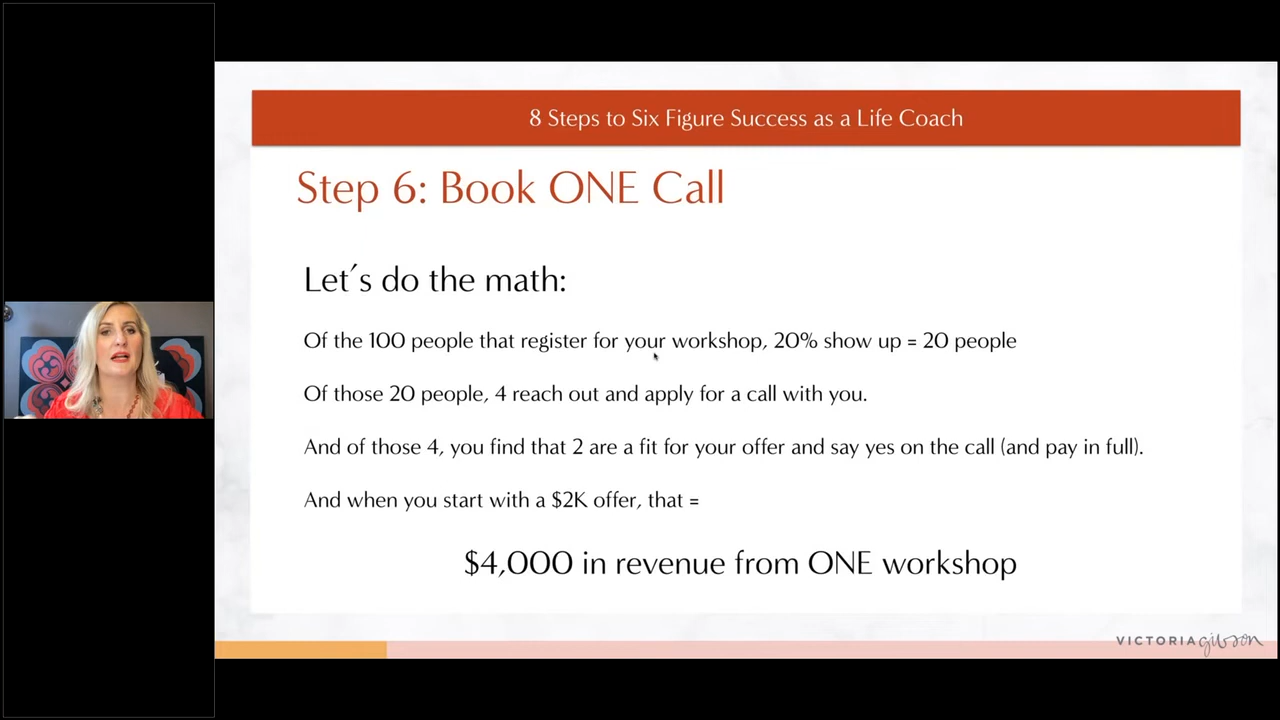 8 Steps to Six Figure Success as a Life Coach
Step 6: Book ONE Call
Let´s do the math:
Of the 100 people that register for your workshop, 20% show up = 20 people
Of those 20 people, 4 reach out and apply for a call with you.
And of those 4, you find that 2 are a fit for your offer and say yes on the call (and pay in full).
And when you start with a $2K offer, that =
$4,000 in revenue from ONE workshop
VICTORIA gibson